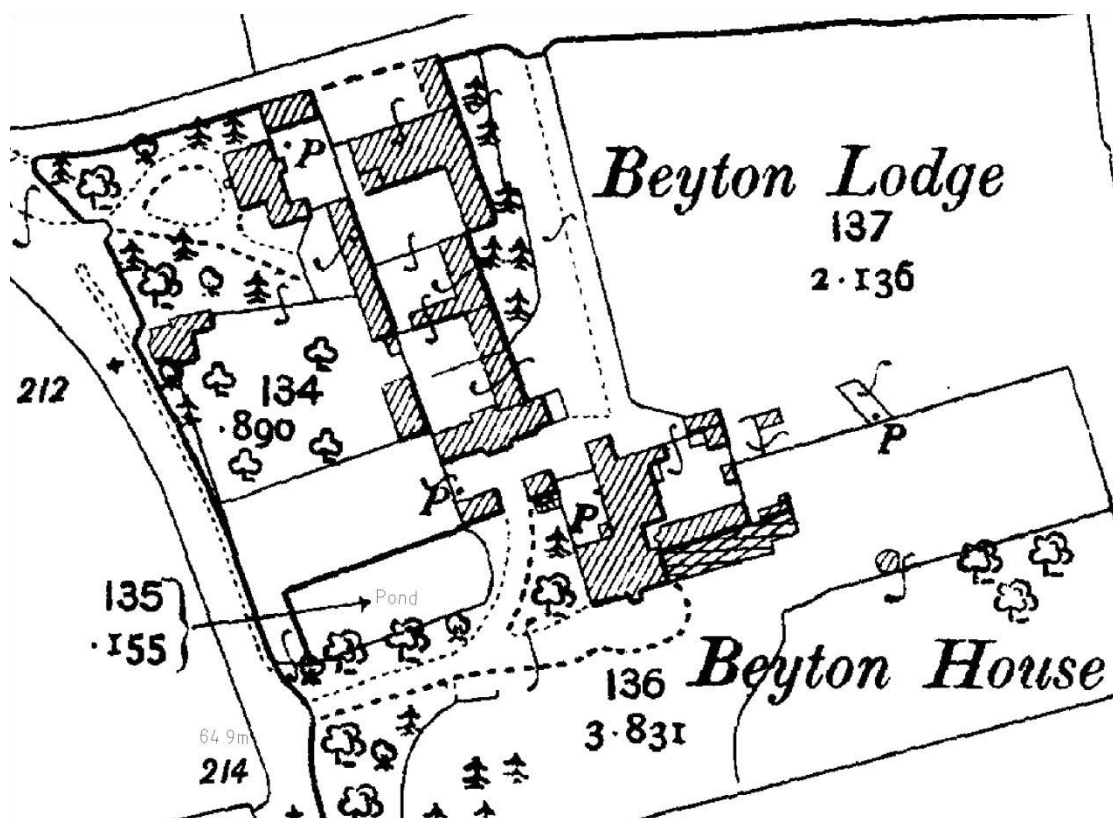 P
Beyton Lodge
137
2.136
212
134
.890
P
P
P
135
.155
Pond
Beyton House
136
3.831
64.9m
214